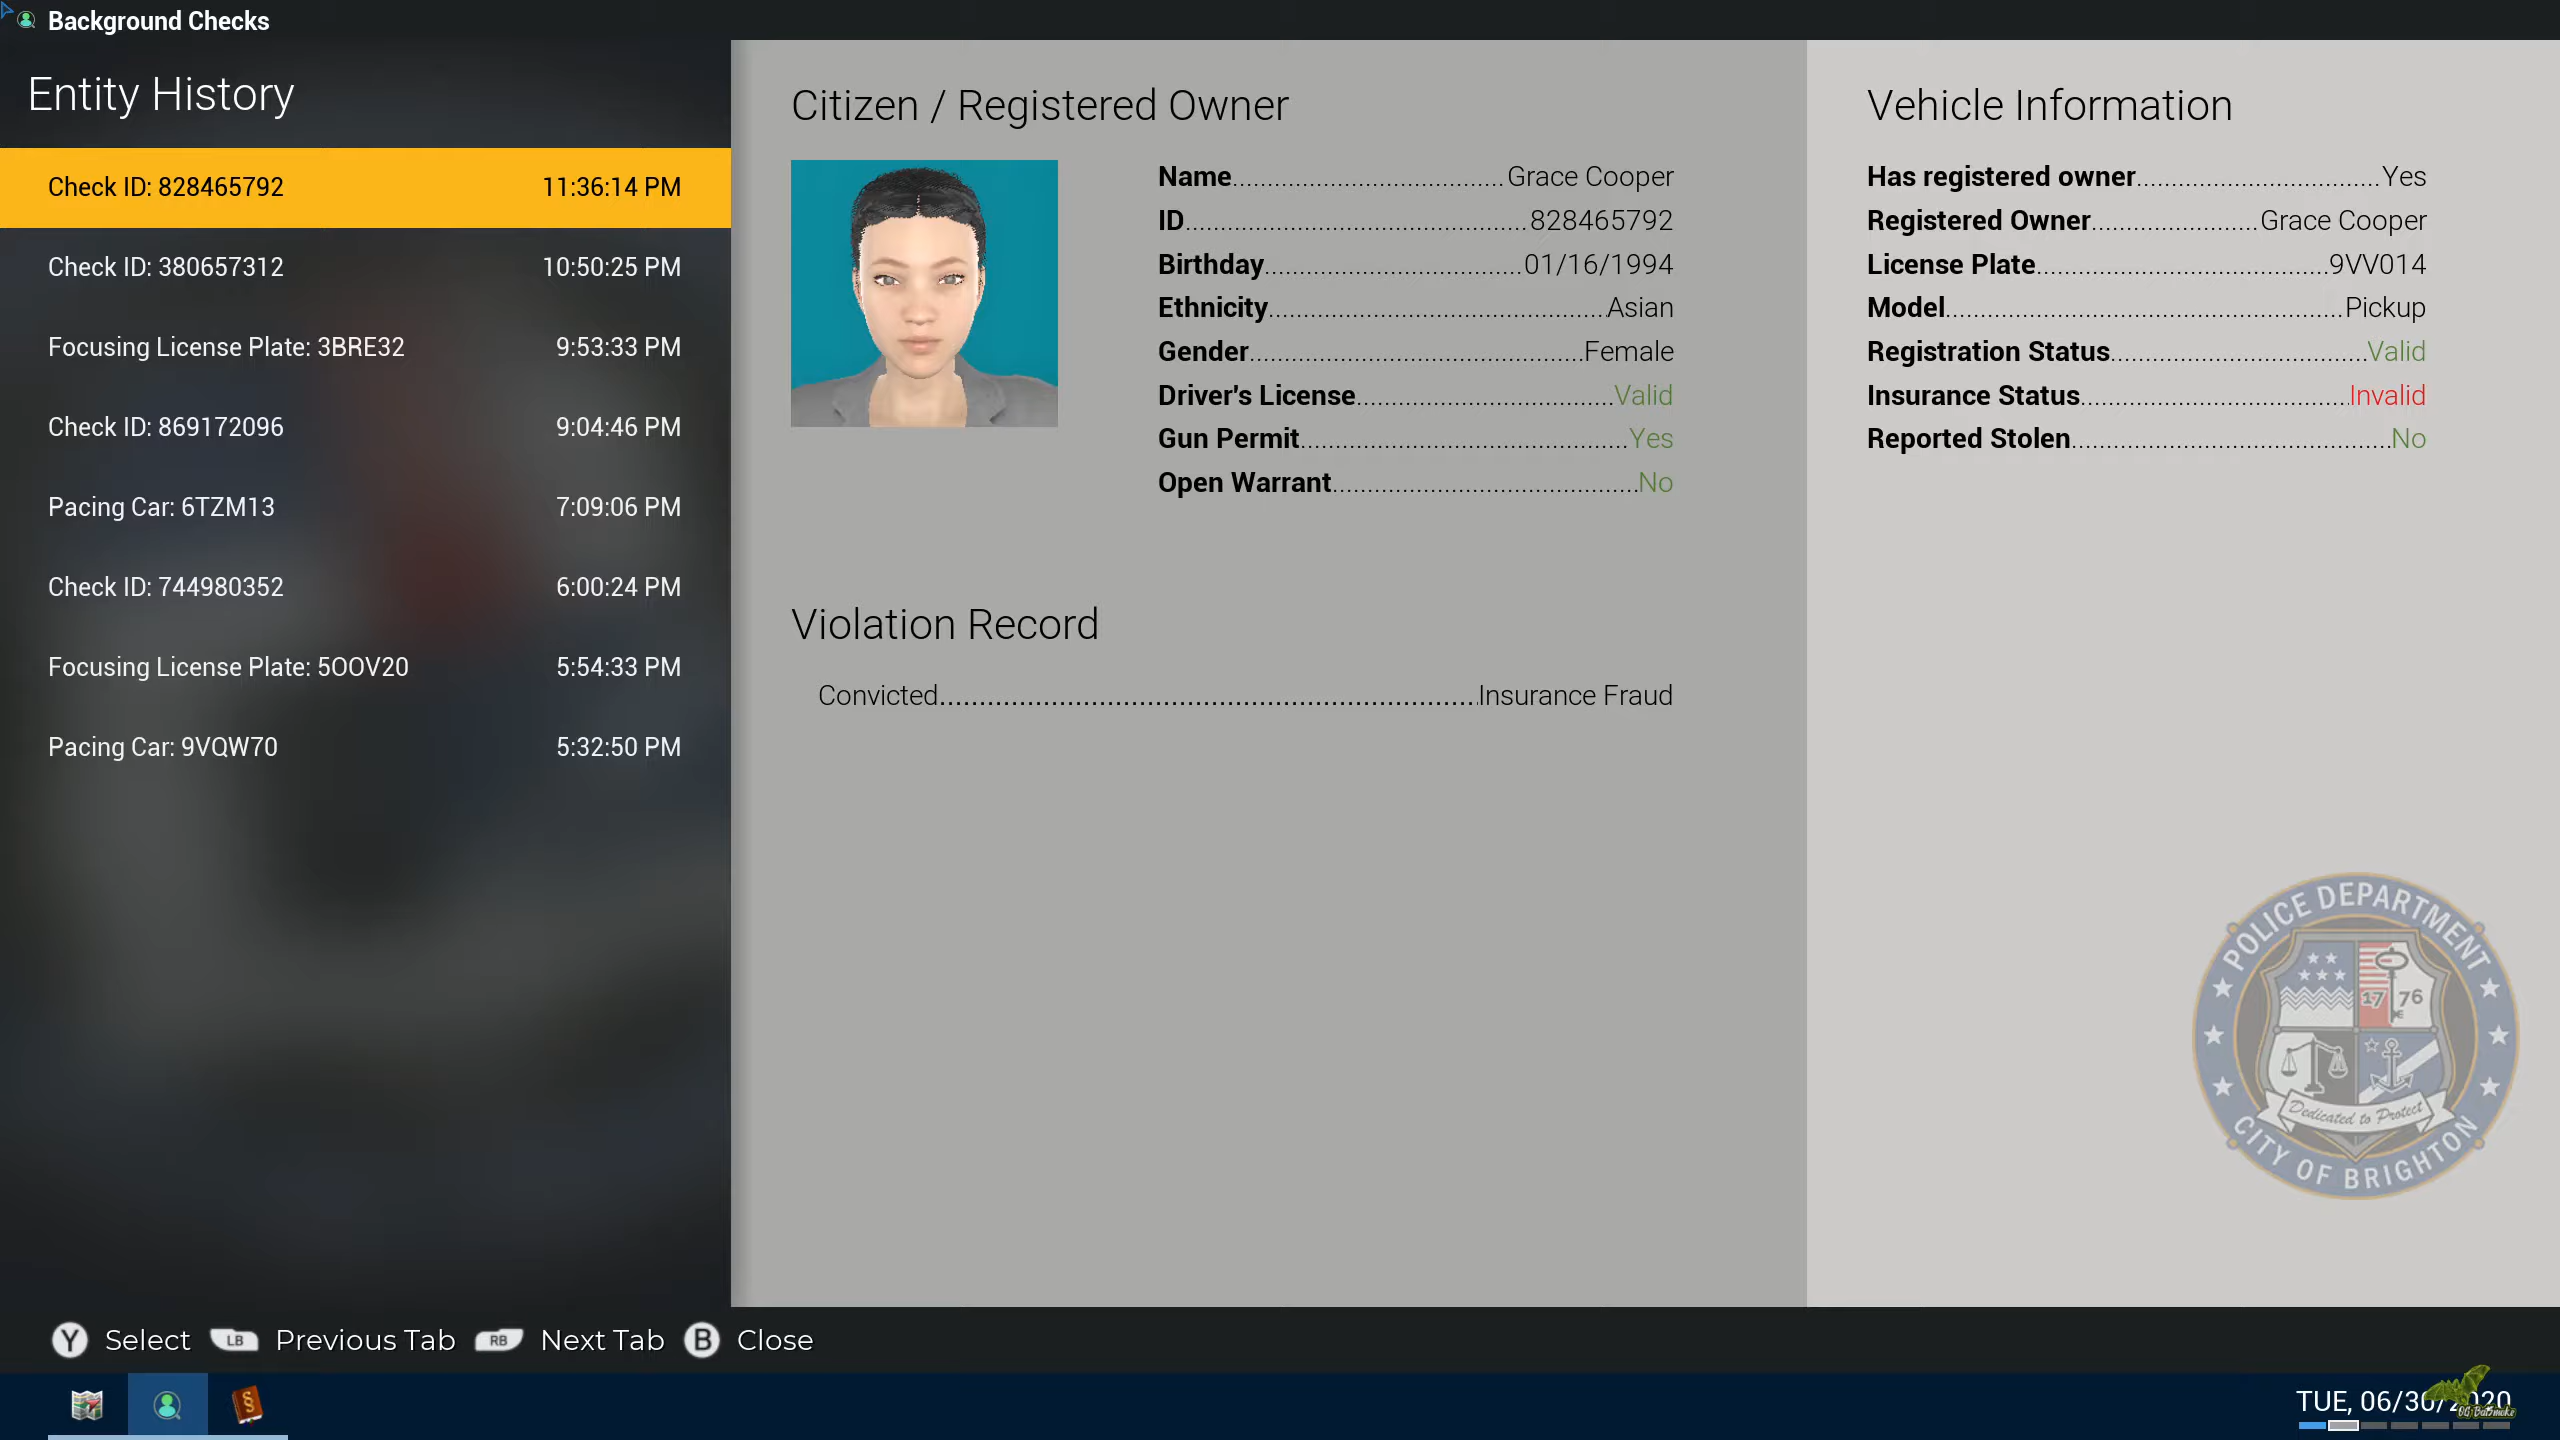 Background Checks
Entity History
Check ID: 828465792 11:36:14 PM
Check ID: 380657312 10:50:25 PM
Focusing License Plate: 3BRE32 9:53:33 PM
Check ID: 869172096 9:04:46 PM
Pacing Car: 6TZM13 7:09:06 PM
Check ID: 744980352 6:00:24 PM
Focusing License Plate: 5OOV20 5:54:33 PM
Pacing Car: 9VQW70 5:32:50 PM
Citizen / Registered Owner
Name Grace Cooper
ID 828465792
Birthday 01/16/1994
Ethnicity Asian
Gender Female
Driver's License Valid
Gun Permit Yes
Open Warrant No
Violation Record
Convicted Insurance Fraud
Vehicle Information
Has registered owner Yes
Registered Owner Grace Cooper
License Plate 9VV014
Model Pickup
Registration Status Valid
Insurance Status Invalid
Reported Stolen No
POLICE DEPARTMENT
17 76
Dedicated to Protect
CITY OF BRIGHTON
Y Select LB Previous Tab RB Next Tab B Close
§
TUE, 06/30/2020
OG BatSmoke